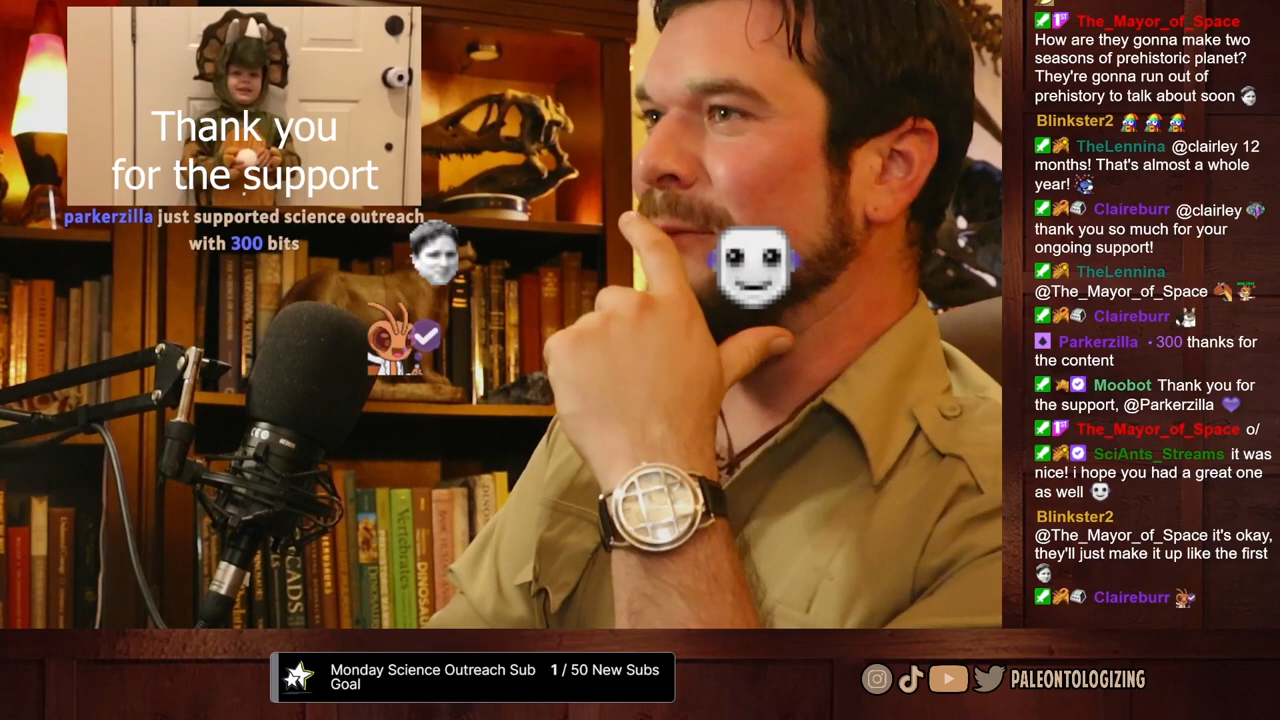 Thank you
for the support
parkerzilla just supported science outreach
with 300 bits
VERTEBRATES
The_Mayor_of_Space
How are they gonna make two
seasons of prehistoric planet?
They're gonna run out of
prehistory to talk about soon
Blinkster2
TheLennina @clairley 12
months! That's almost a whole
year!
Claireburr @clairley
thank you so much for your
ongoing support!
TheLennina
@The_Mayor_of_Space
Claireburr
Parkerzilla • 300 thanks for
the content
Moobot Thank you for
the support, @Parkerzilla
The_Mayor_of_Space o/
SciAnts_Streams it was
nice! i hope you had a great one
as well
Blinkster2
@The_Mayor_of_Space it's okay,
they'll just make it up like the first
Claireburr
Monday Science Outreach Sub 1 / 50 New Subs
Goal
PALEONTOLOGIZING